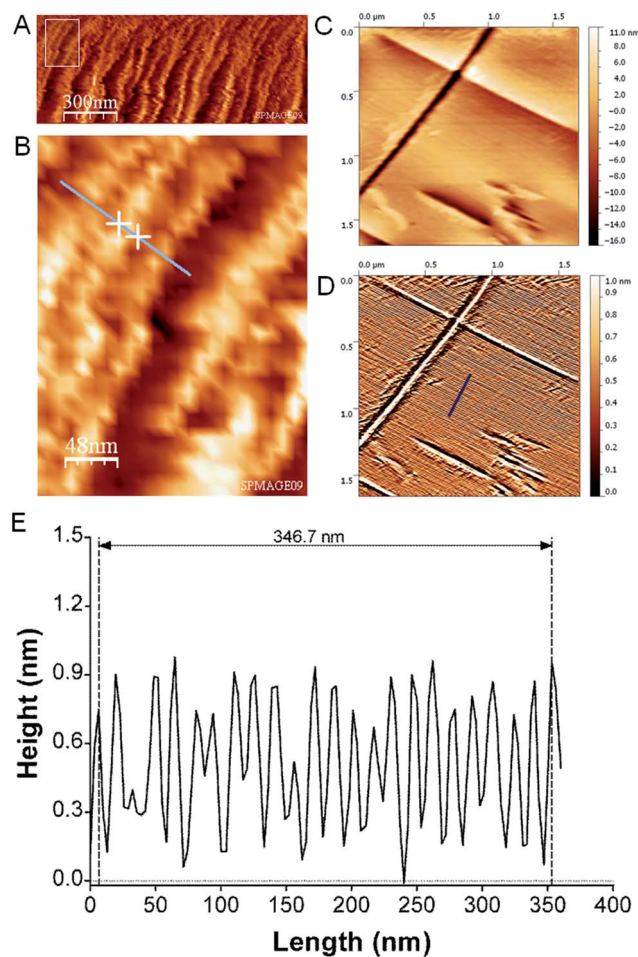 A
300nm
SPMAGE09
B
48nm
SPMAGE09
C
0.0 µm 0.5 1.0 1.5
0.0
0.5
1.0
1.5
11.0 nm
8.0
6.0
4.0
2.0
0.0
-2.0
-4.0
-6.0
-8.0
-10.0
-12.0
-14.0
-16.0
D
0.0 µm 0.5 1.0 1.5
0.0
0.5
1.0
1.5
1.0 nm
0.9
0.8
0.7
0.6
0.5
0.4
0.3
0.2
0.1
0.0
E
346.7 nm
1.5
1.2
0.9
0.6
0.3
0.0
Height (nm)
0 50 100 150 200 250 300 350 400
Length (nm)